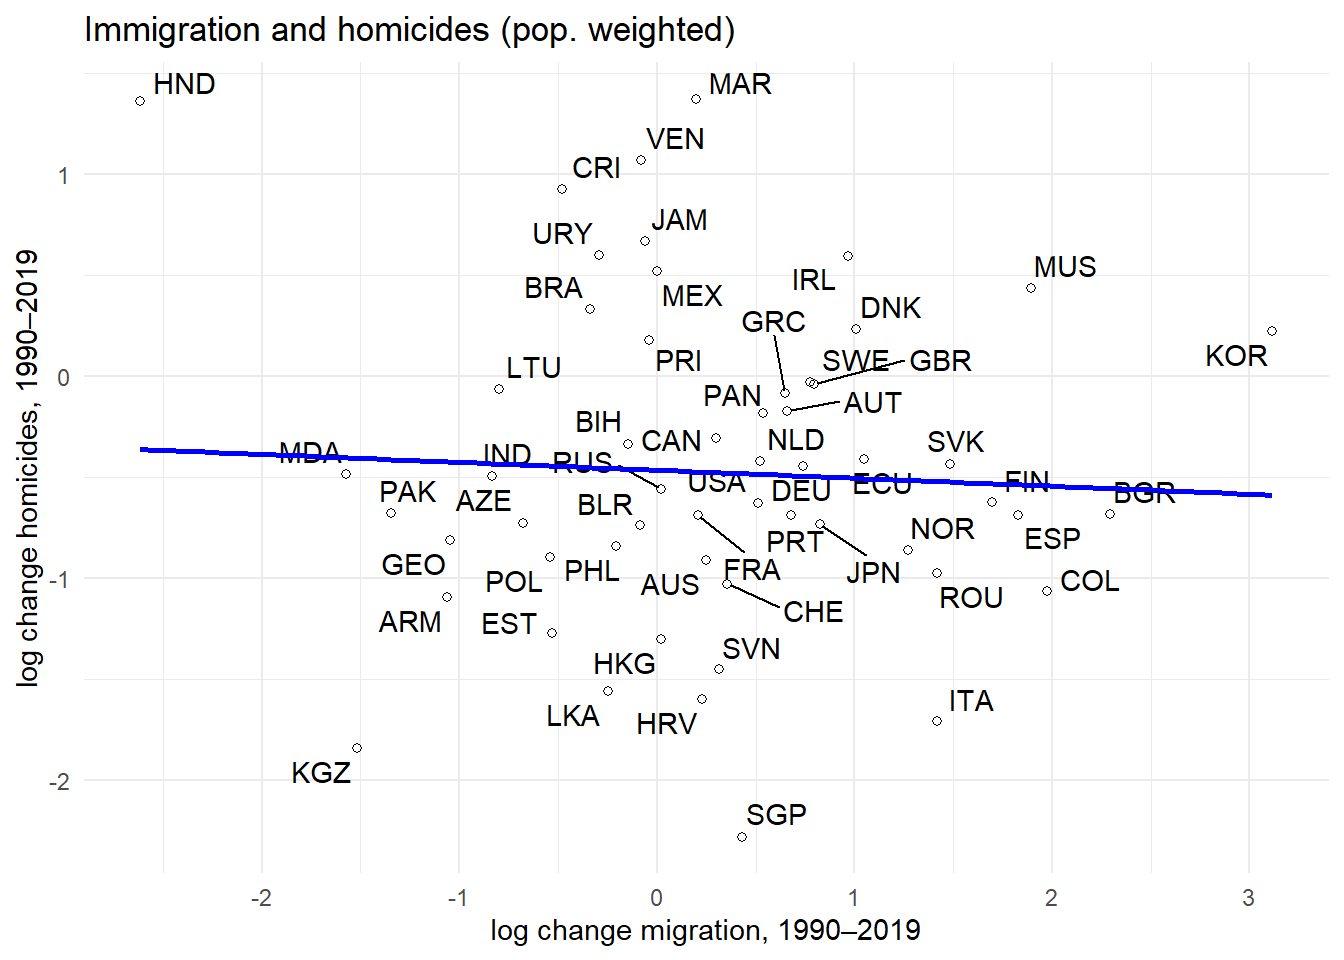 Immigration and homicides (pop. weighted)
HND
MAR
VEN
CRI
1
JAM
URY
MUS
IRL
BRA
MEX
DNK
GRC
KOR
PRI
SWE
GBR
LTU
0
PAN
AUT
BIH
CAN
NLD
SVK
MDA
IND
RUS
USA
ECU
FIN
DEU
PAK
BGR
AZE
BLR
NOR
PRT
ESP
GEO
PHL
FRA
JPN
POL
AUS
COL
-1
ROU
CHE
ARM
EST
SVN
HKG
ITA
LKA
HRV
KGZ
-2
SGP
log change homicides, 1990–2019
-2
-1
0
1
2
3
log change migration, 1990–2019